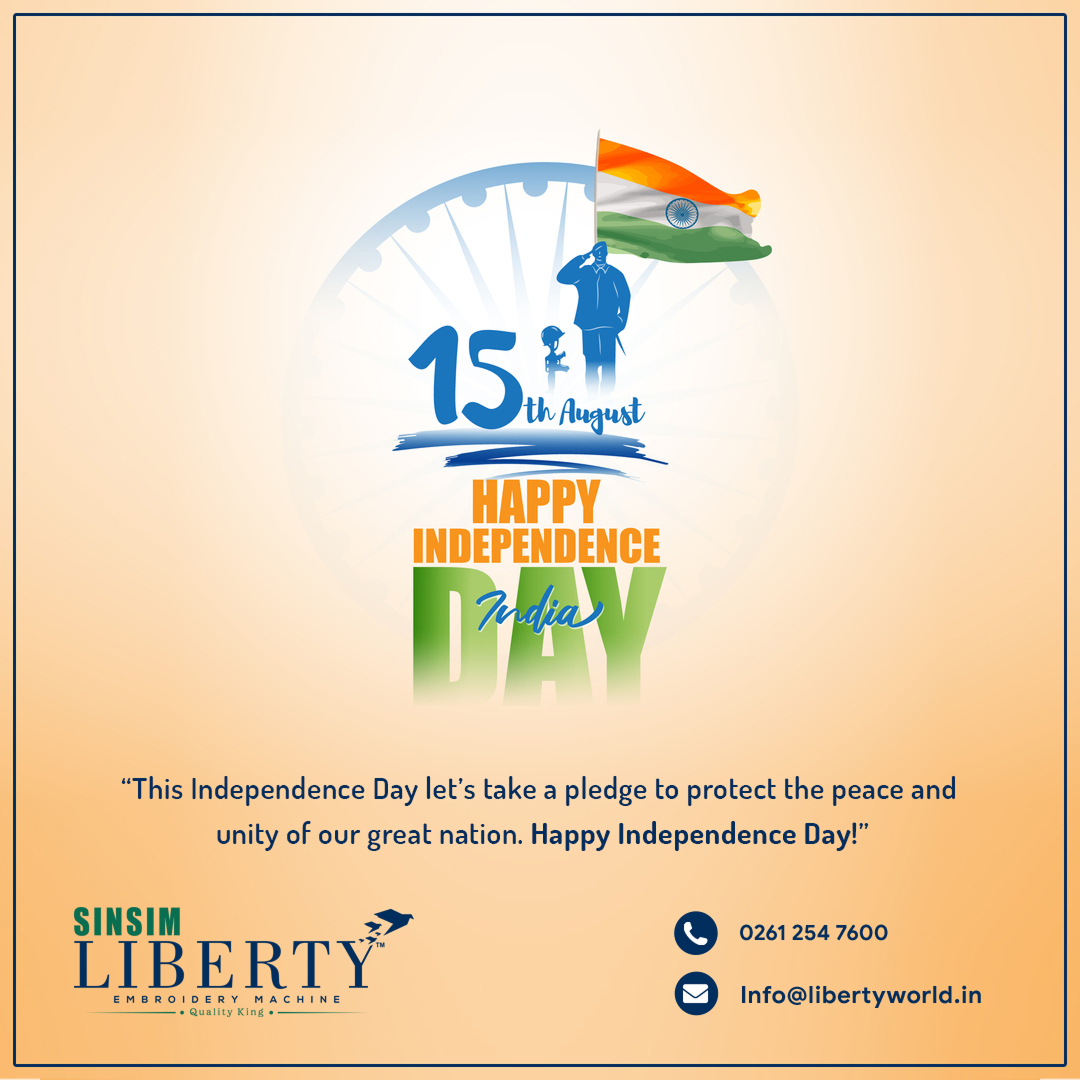 15th August
HAPPY
INDEPENDENCE
DAY
India
“This Independence Day let’s take a pledge to protect the peace and
unity of our great nation. Happy Independence Day!”
SINSIM
LIBERTY™
EMBROIDERY MACHINE
• Quality King •
0261 254 7600
Info@libertyworld.in